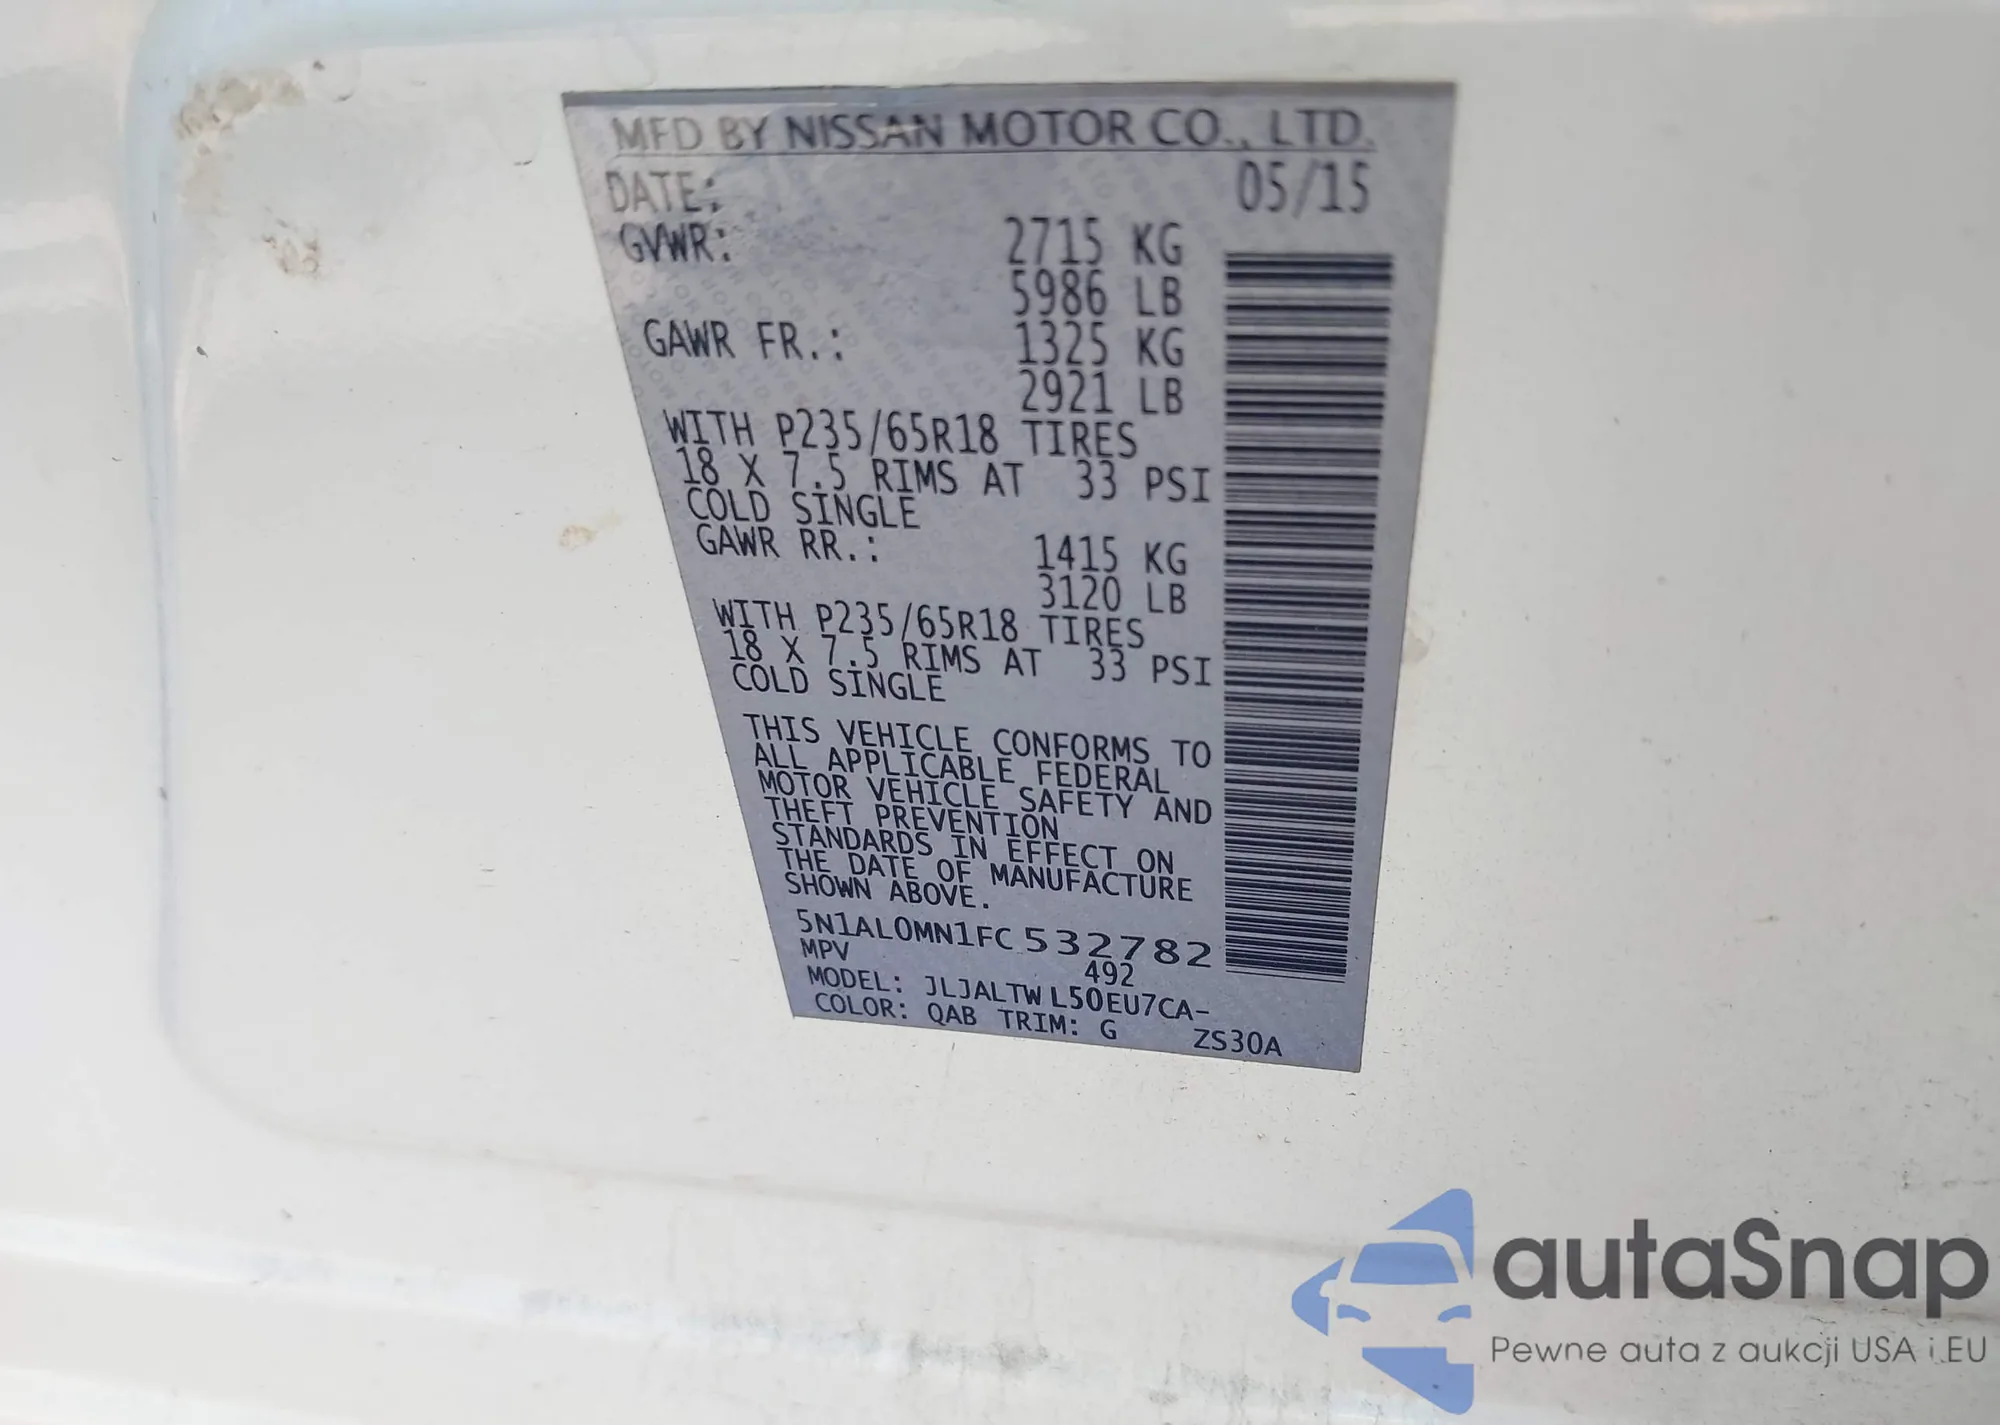 MFD BY NISSAN MOTOR CO., LTD.
DATE: 05/15
GVWR: 2715 KG
5986 LB
GAWR FR.: 1325 KG
2921 LB
WITH P235/65R18 TIRES
18 X 7.5 RIMS AT 33 PSI
COLD SINGLE
GAWR RR.: 1415 KG
3120 LB
WITH P235/65R18 TIRES
18 X 7.5 RIMS AT 33 PSI
COLD SINGLE
THIS VEHICLE CONFORMS TO
ALL APPLICABLE FEDERAL
MOTOR VEHICLE SAFETY AND
THEFT PREVENTION
STANDARDS IN EFFECT ON
THE DATE OF MANUFACTURE
SHOWN ABOVE.
5N1AL0MN1FC532782
MPV 492
MODEL: JLJALTWL50EU7CA-
COLOR: QAB TRIM: G ZS30A
autaSnap
Pewne auta z aukcji USA i EU